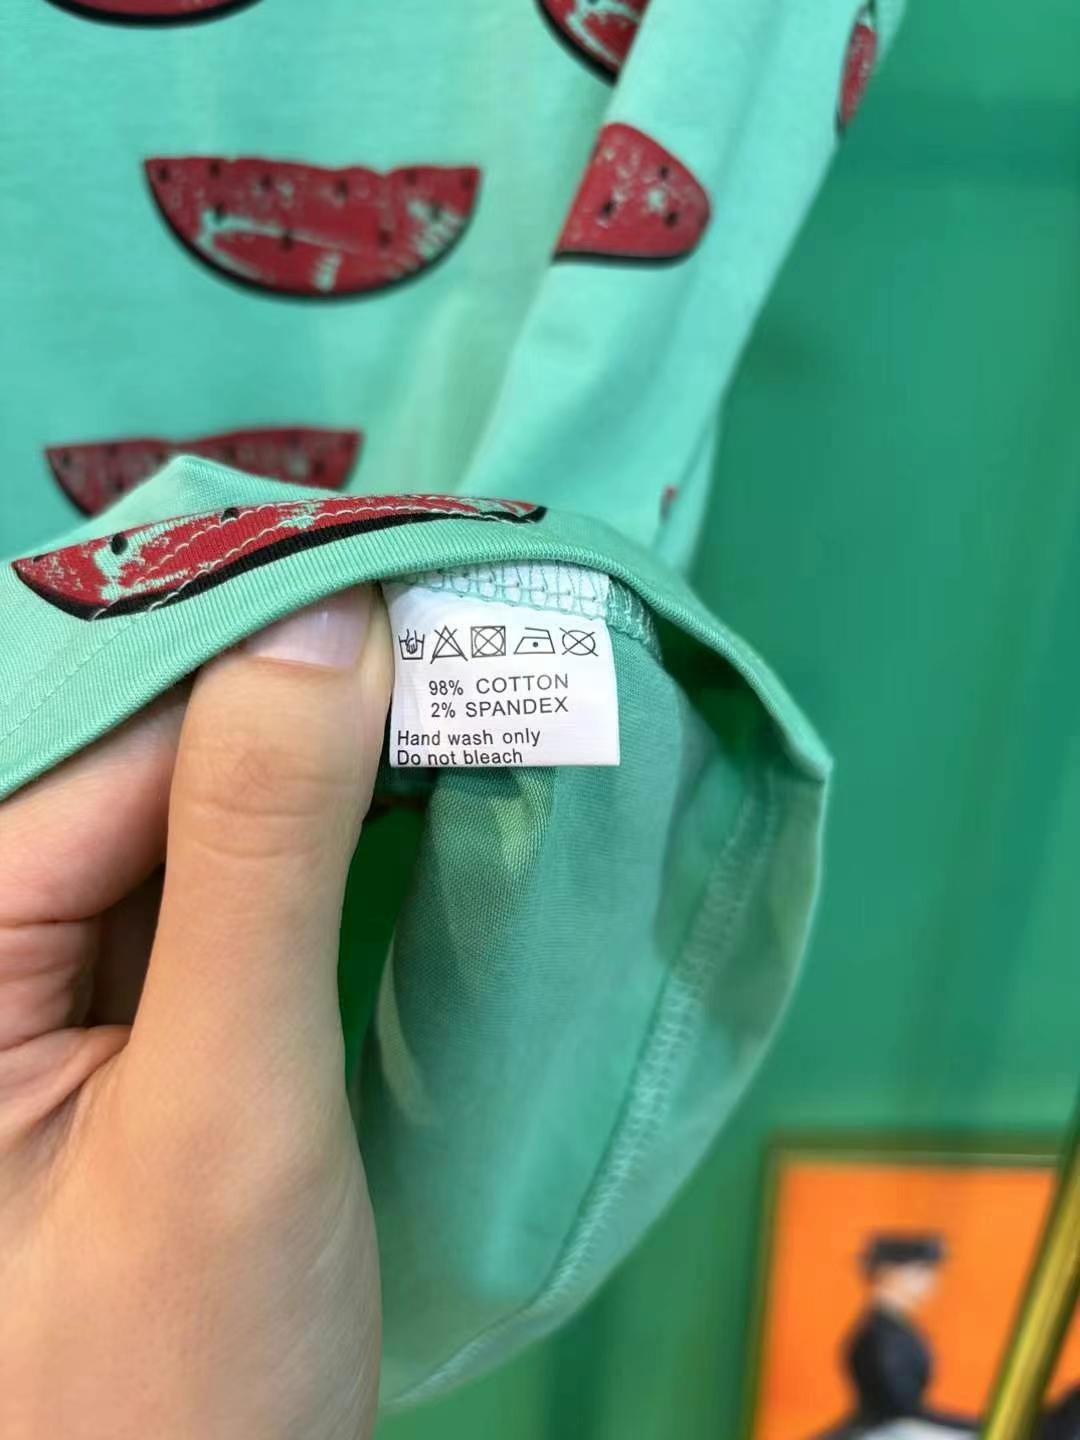 98% COTTON
2% SPANDEX
Hand wash only
Do not bleach